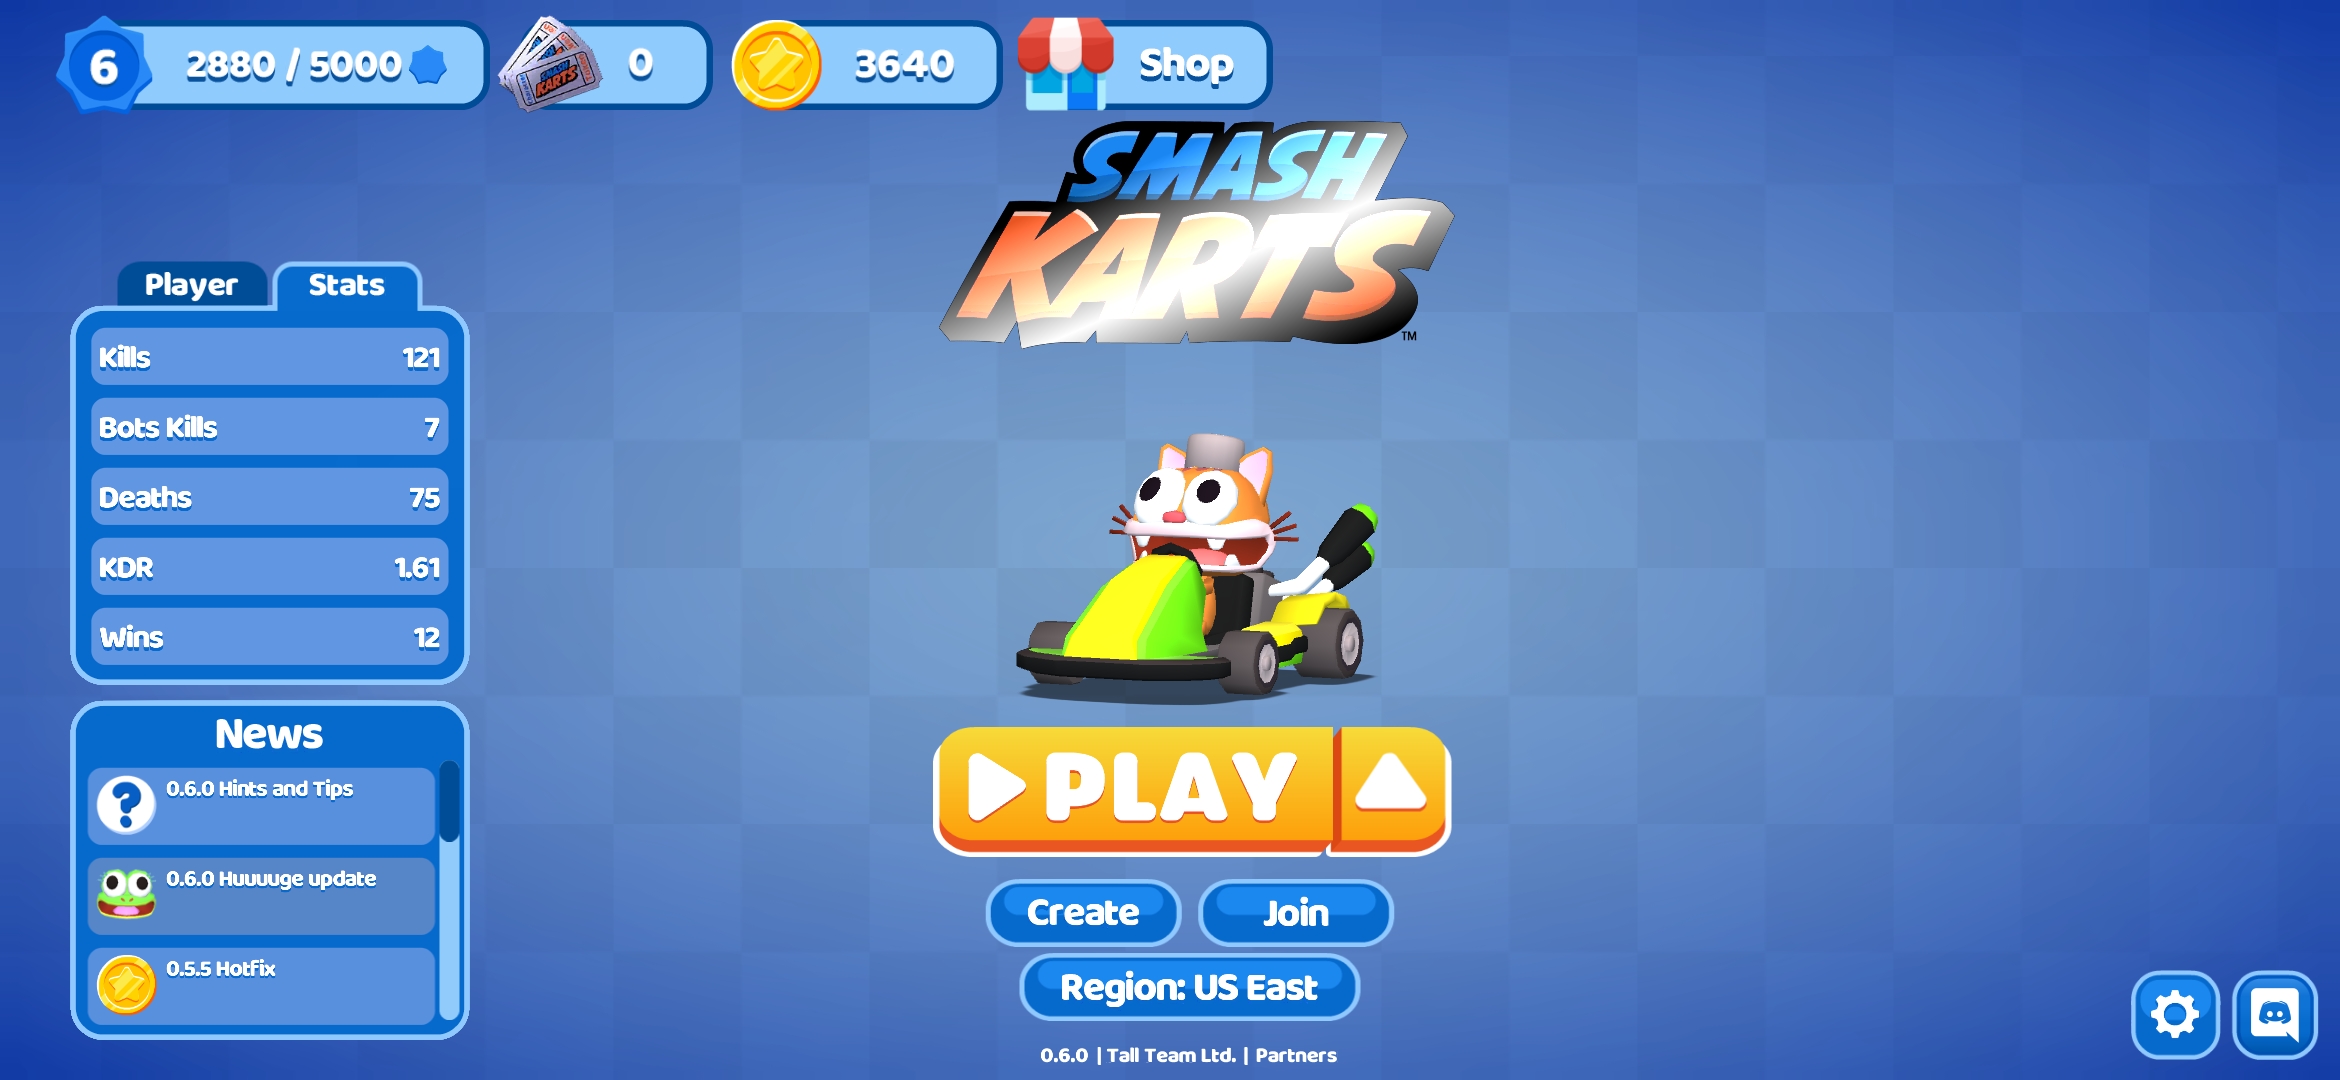 6
2880 / 5000
0
3640
Shop
SMASH
KARTS
™
Player
Stats
Kills 121
Bots Kills 7
Deaths 75
KDR 1.61
Wins 12
News
0.6.0 Hints and Tips
0.6.0 Huuuuge update
0.5.5 Hotfix
PLAY
Create
Join
Region: US East
0.6.0 | Tall Team Ltd. | Partners